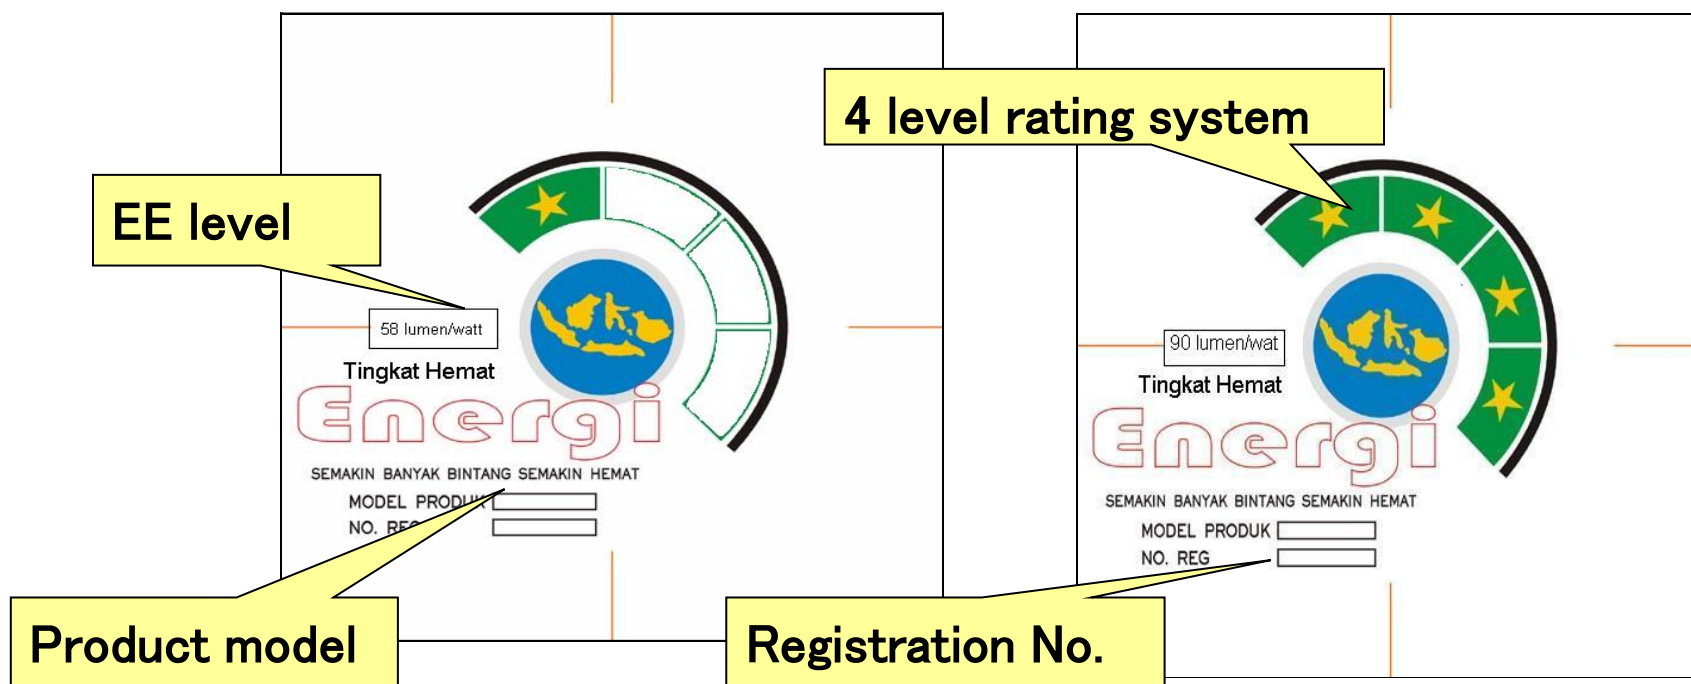 4 level rating system
EE level
58 lumen/watt
Tingkat Hemat
Energi
SEMAKIN BANYAK BINTANG SEMAKIN HEMAT
MODEL PRODUK
NO. REG
Product model
90 lumen/wat
Tingkat Hemat
Energi
SEMAKIN BANYAK BINTANG SEMAKIN HEMAT
MODEL PRODUK
NO. REG
Registration No.